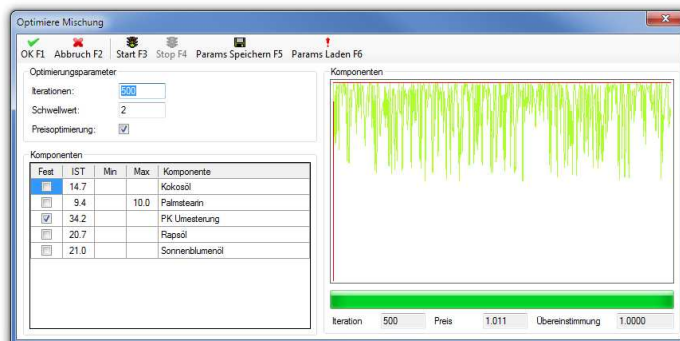 Optimiere Mischung
OK F1 Abbruch F2 Start F3 Stop F4 Params Speichern F5 Params Laden F6
Optimierungsparameter
Iterationen: 500
Schwellwert: 2
Preisoptimierung:
Komponenten
Fest IST Min Max Komponente
14.7 Kokosöl
9.4 10.0 Palmstearin
34.2 PK Umesterung
20.7 Rapsöl
21.0 Sonnenblumenöl
Komponenten
Iteration 500 Preis 1.011 Übereinstimmung 1.0000